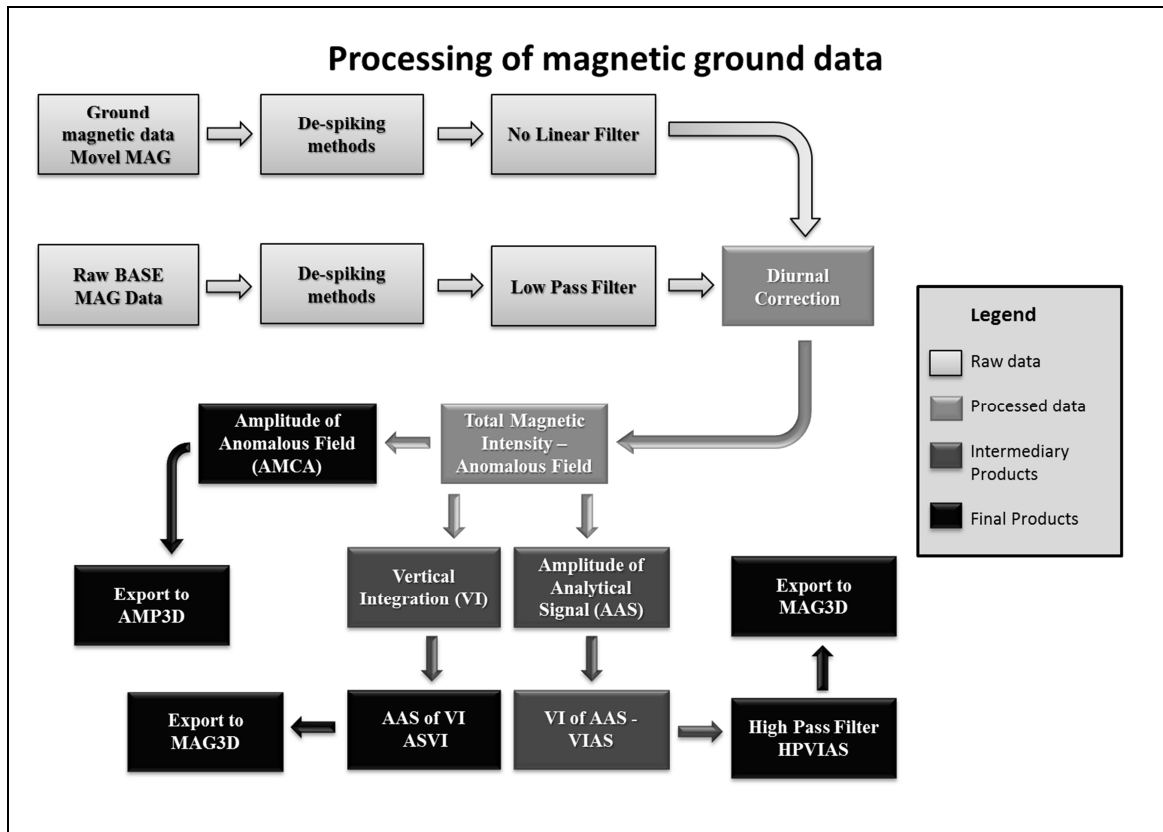 Processing of magnetic ground data
Ground
magnetic data
Movel MAG
De-spiking
methods
No Linear Filter
Raw BASE
MAG Data
De-spiking
methods
Low Pass Filter
Diurnal
Correction
Legend
Raw data
Processed data
Intermediary
Products
Final Products
Amplitude of
Anomalous Field
(AMCA)
Total Magnetic
Intensity –
Anomalous Field
Export to
AMP3D
Vertical
Integration (VI)
Amplitude of
Analytical
Signal (AAS)
Export to
MAG3D
Export to
MAG3D
AAS of VI
ASVI
VI of AAS -
VIAS
High Pass Filter
HPVIAS